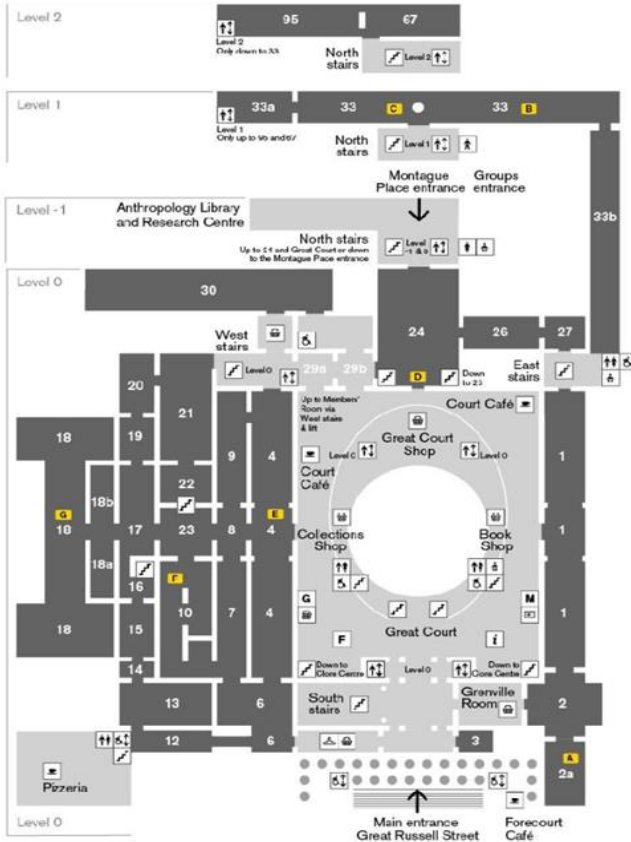 Level 2
95
67
Level 2
Only down to 33
North
stairs
Level 2
Level 1
33a
33
C
33
B
Level 1
Only up to 95 and 67
North
stairs
Level 1
Montague
Place entrance
Groups
entrance
33b
Level -1
Anthropology Library
and Research Centre
North stairs
Up to 24 and Great Court or down
to the Montague Place entrance
Level
-1 & 0
Level 0
30
24
26
27
West
stairs
Level 0
29a
29b
D
Down
to 25
East
stairs
20
21
Up to Members'
Room via
West stairs
& lift
Court Café
Great Court
Shop
18
19
9
4
Level 0
Level 0
1
Court
Café
18b
22
G
18
17
23
8
E
4
Collections
Shop
Book
Shop
1
18a
16
F
10
7
4
G
M
1
18
15
F
Great Court
i
14
Down to
Clore Centre
Level 0
Down to
Clore Centre
13
6
South
stairs
Grenville
Room
2
12
6
3
A
2a
Pizzeria
Level 0
Main entrance
Great Russell Street
Forecourt
Café